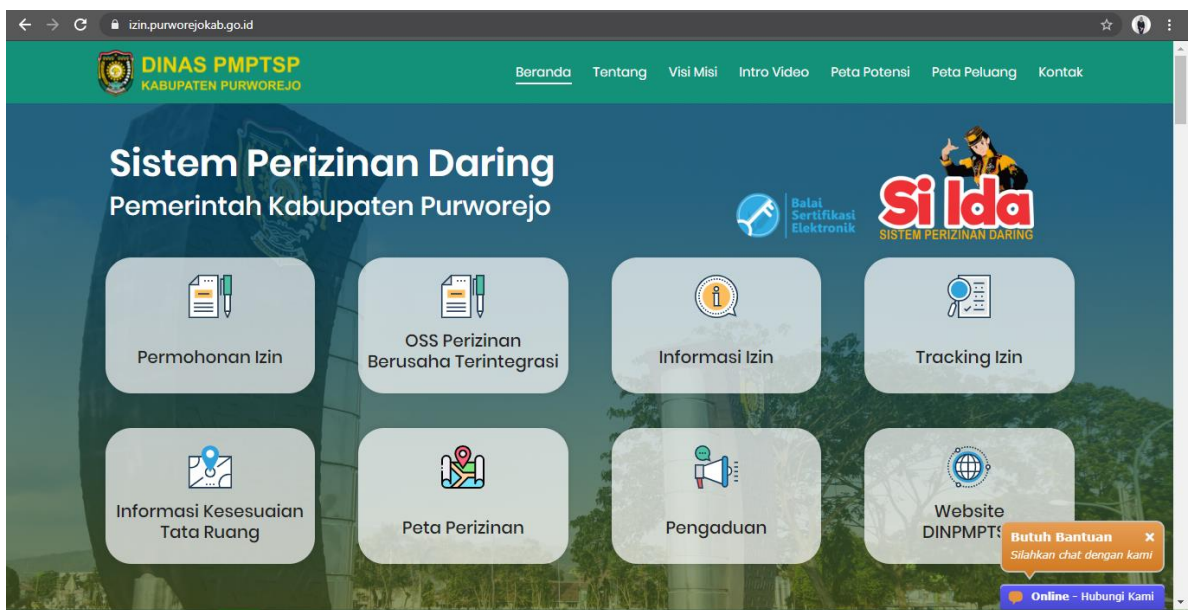 izin.purworejokab.go.id
DINAS PMPTSP
KABUPATEN PURWOREJO
Beranda Tentang Visi Misi Intro Video Peta Potensi Peta Peluang Kontak
Sistem Perizinan Daring
Pemerintah Kabupaten Purworejo
Balai
Sertifikasi
Elektronik
Si Ida
SISTEM PERIZINAN DARING
Permohonan Izin
OSS Perizinan
Berusaha Terintegrasi
Informasi Izin
Tracking Izin
Informasi Kesesuaian
Tata Ruang
Peta Perizinan
Pengaduan
Website
DINPMPTS
Butuh Bantuan x
Silahkan chat dengan kami
Online - Hubungi Kami